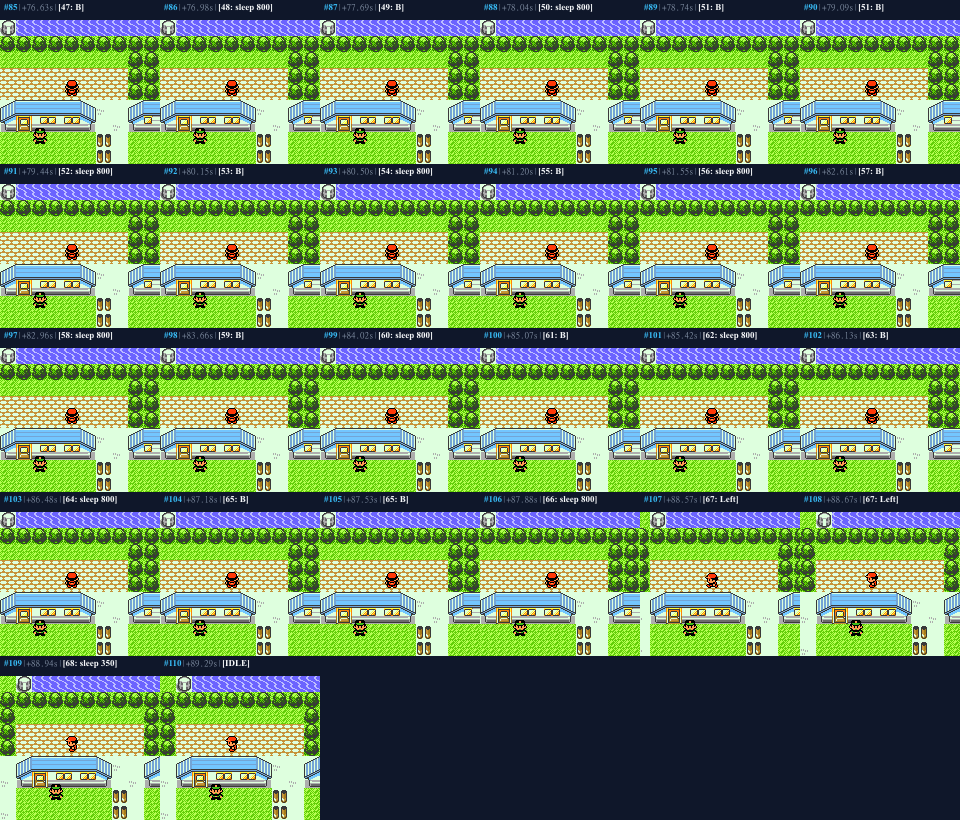 #85|+76.63s| [47: B] #86|+76.98s| [48: sleep 800] #87|+77.69s| [49: B] #88|+78.04s| [50: sleep 800] #89|+78.74s| [51: B] #90|+79.09s| [51: B]
#91|+79.44s| [52: sleep 800] #92|+80.15s| [53: B] #93|+80.50s| [54: sleep 800] #94|+81.20s| [55: B] #95|+81.55s| [56: sleep 800] #96|+82.61s| [57: B]
#97|+82.96s| [58: sleep 800] #98|+83.66s| [59: B] #99|+84.02s| [60: sleep 800] #100|+85.07s| [61: B] #101|+85.42s| [62: sleep 800] #102|+86.13s| [63: B]
#103|+86.48s| [64: sleep 800] #104|+87.18s| [65: B] #105|+87.53s| [65: B] #106|+87.88s| [66: sleep 800] #107|+88.57s| [67: Left] #108|+88.67s| [67: Left]
#109|+88.94s| [68: sleep 350] #110|+89.29s| [IDLE]